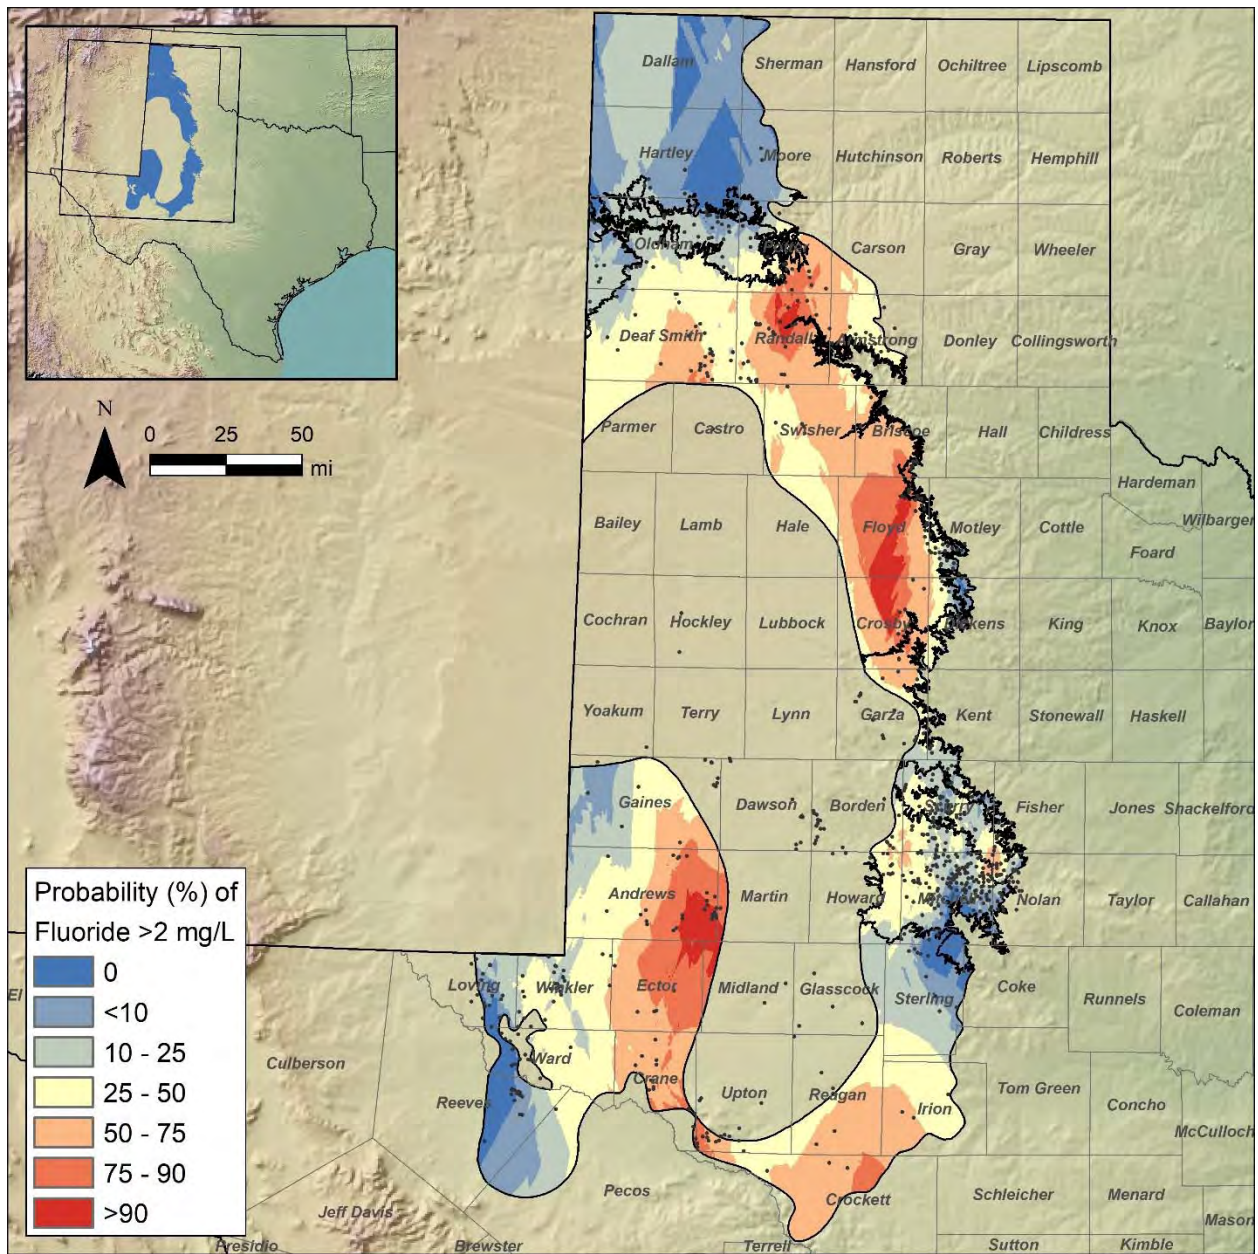 Dallam Sherman Hansford Ochiltree Lipscomb
Hartley Moore Hutchinson Roberts Hemphill
Oldham Potter Carson Gray Wheeler
Deaf Smith Randall Armstrong Donley Collingsworth
N
0 25 50
mi
Parmer Castro Swisher Briscoe Hall Childress
Hardeman
Bailey Lamb Hale Floyd Motley Cottle Wilbarger
Foard
Cochran Hockley Lubbock Crosby Dickens King Knox Baylor
Yoakum Terry Lynn Garza Kent Stonewall Haskell
Gaines Dawson Borden Scurry Fisher Jones Shackelford
Andrews Martin Howard Mitchell Nolan Taylor Callahan
Loving Winkler Ector Midland Glasscock Sterling Coke Runnels Coleman
El
Culberson Ward Crane Upton Reagan Irion Tom Green Concho
Reeves
McCulloch
Pecos Crockett Schleicher Menard
Jeff Davis Mason
Presidio Brewster Terrell Sutton Kimble
Probability (%) of
Fluoride >2 mg/L
0
<10
10 - 25
25 - 50
50 - 75
75 - 90
>90